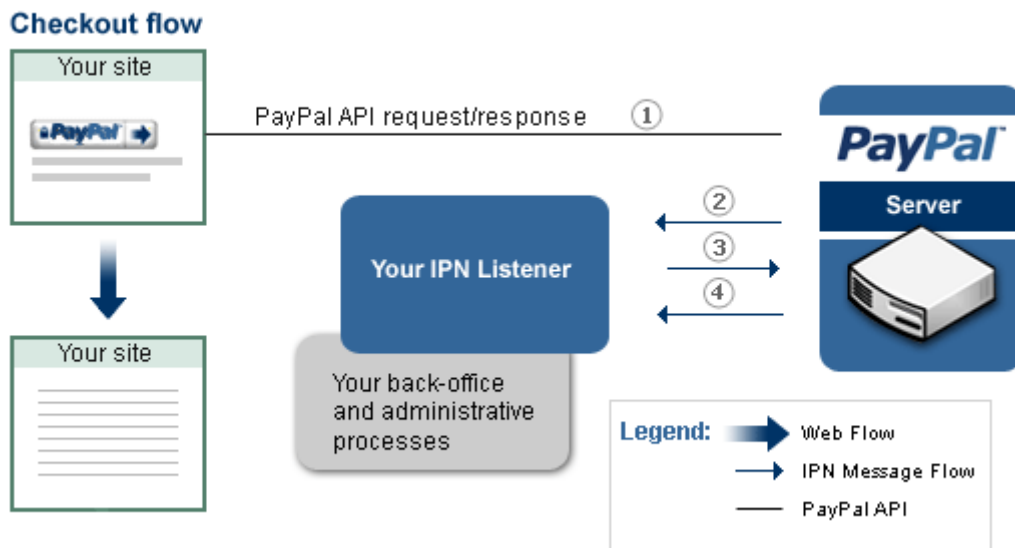 Checkout flow
Your site
PayPal
PayPal API request/response 1
PayPal
Server
2
3
4
Your IPN Listener
Your site
Your back-office
and administrative
processes
Legend:
Web Flow
IPN Message Flow
PayPal API